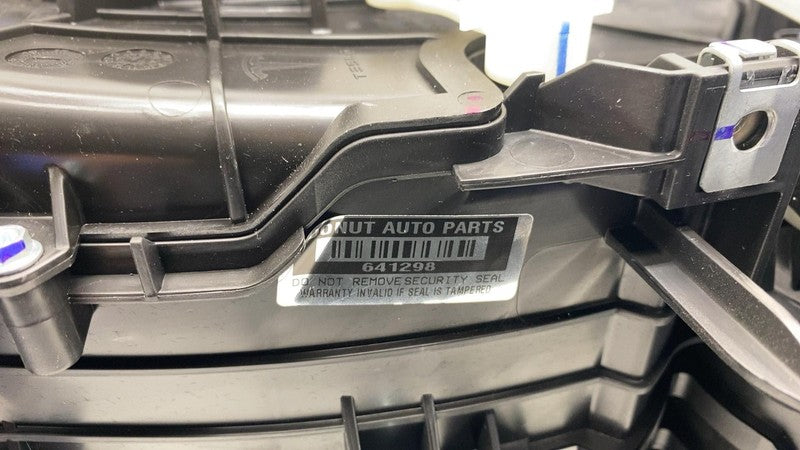 DONUT AUTO PARTS
641298
DO NOT REMOVE SECURITY SEAL
WARRANTY INVALID IF SEAL IS TAMPERED